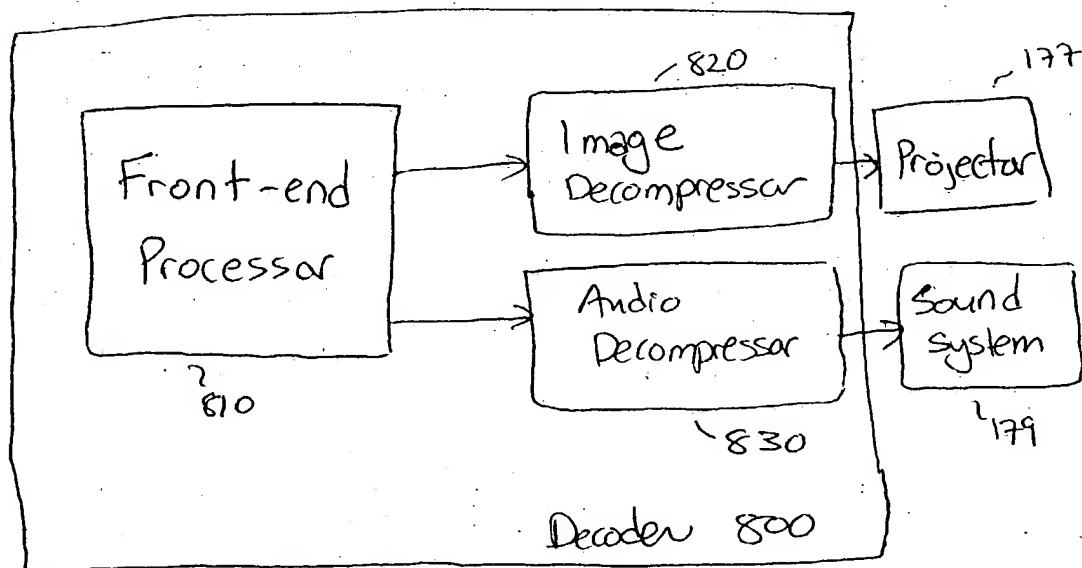 820
177
Front-end
Processor
810
Image
Decompressor
Projector
Audio
Decompressor
830
Sound
system
179
Decoder 800